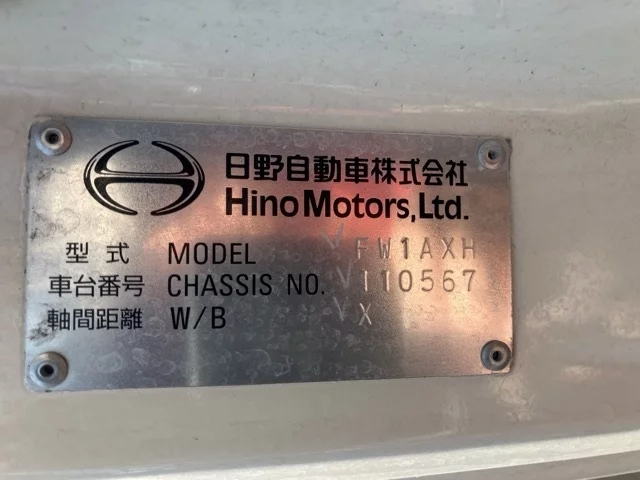 日野自動車株式会社
Hino Motors, Ltd.
型式 MODEL FW1AXH
車台番号 CHASSIS NO. 110567
軸間距離 W/B X